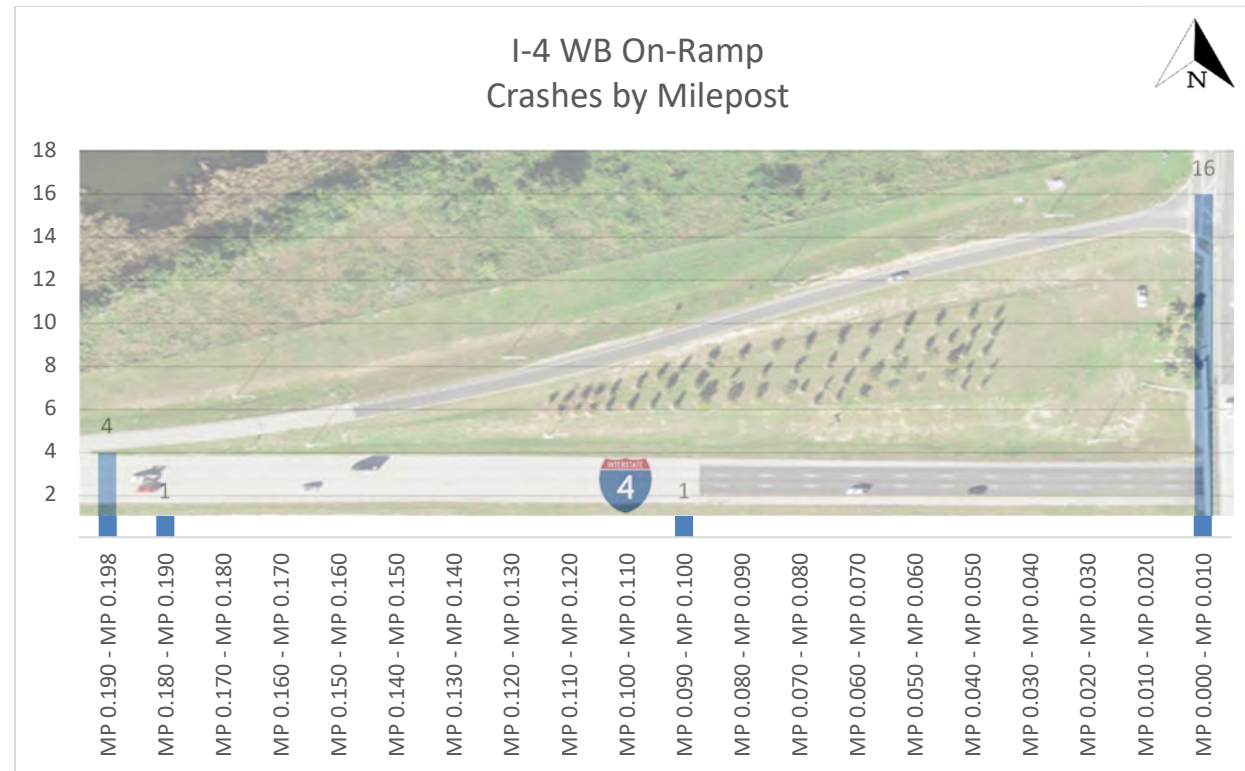 I-4 WB On-Ramp
Crashes by Milepost
N
18
16
14
12
10
8
6
4
2
4
1
1
16
INTERSTATE
4
MP 0.190 - MP 0.198
MP 0.180 - MP 0.190
MP 0.170 - MP 0.180
MP 0.160 - MP 0.170
MP 0.150 - MP 0.160
MP 0.140 - MP 0.150
MP 0.130 - MP 0.140
MP 0.120 - MP 0.130
MP 0.110 - MP 0.120
MP 0.100 - MP 0.110
MP 0.090 - MP 0.100
MP 0.080 - MP 0.090
MP 0.070 - MP 0.080
MP 0.060 - MP 0.070
MP 0.050 - MP 0.060
MP 0.040 - MP 0.050
MP 0.030 - MP 0.040
MP 0.020 - MP 0.030
MP 0.010 - MP 0.020
MP 0.000 - MP 0.010